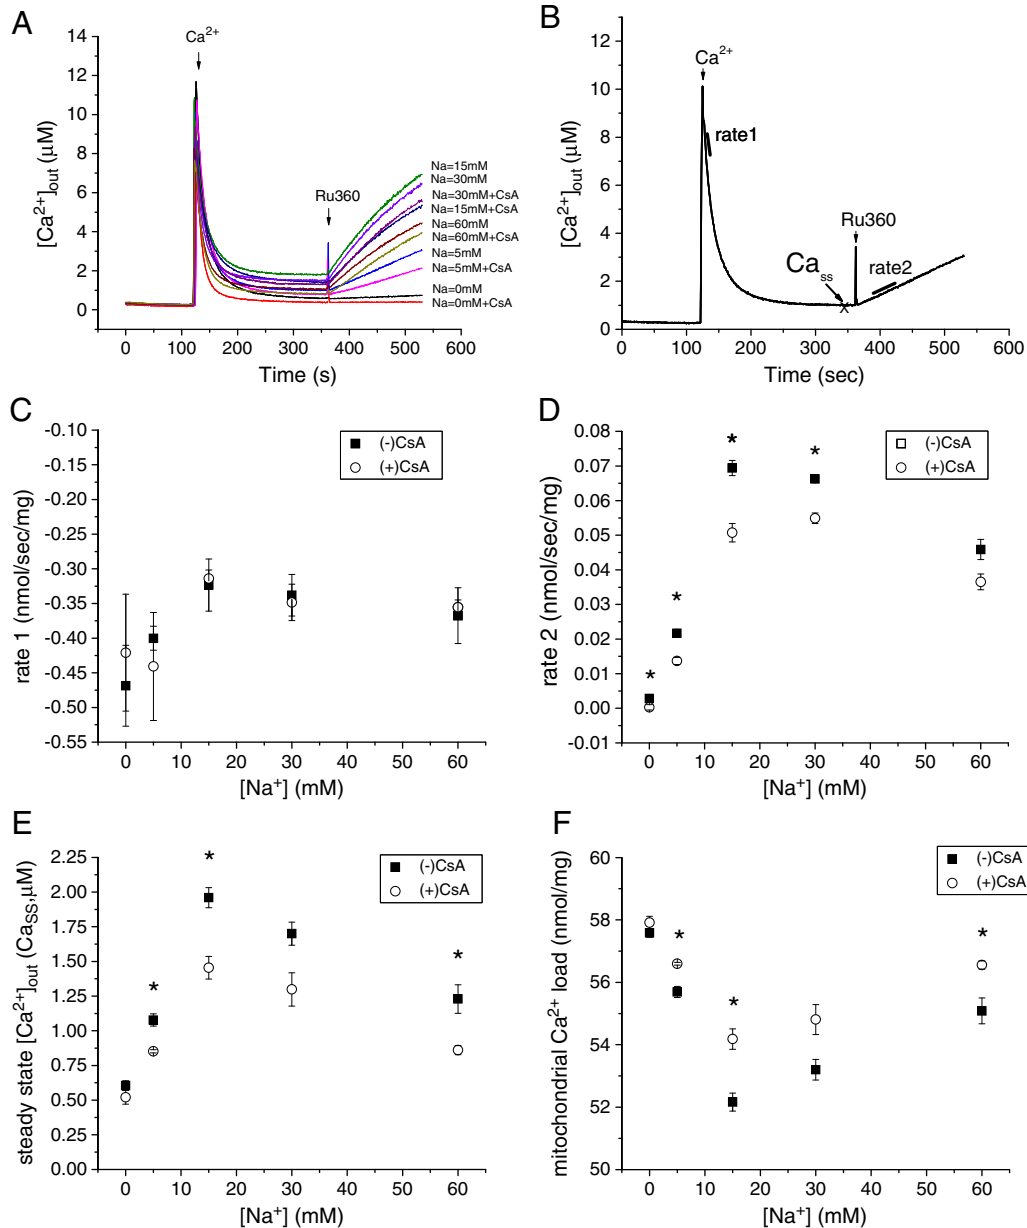 A
B
Ca2+
Ca2+
14
12
10
8
6
4
2
0
[Ca2+]out (µM)
Ru360
Na=15mM
Na=30mM
Na=30mM+CsA
Na=15mM+CsA
Na=60mM
Na=60mM+CsA
Na=5mM
Na=5mM+CsA
Na=0mM
Na=0mM+CsA
0 100 200 300 400 500 600
Time (s)
12
10
8
6
4
2
0
[Ca2+]out (µM)
rate1
Ru360
Cass
rate2
x
0 100 200 300 400 500 600
Time (sec)
C
-0.10
-0.15
-0.20
-0.25
-0.30
-0.35
-0.40
-0.45
-0.50
-0.55
rate 1 (nmol/sec/mg)
(-)CsA
(+)CsA
0 10 20 30 40 50 60
[Na+] (mM)
D
0.08
0.07
0.06
0.05
0.04
0.03
0.02
0.01
0.00
-0.01
rate 2 (nmol/sec/mg)
(-)CsA
(+)CsA
* * * *
0 10 20 30 40 50 60
[Na+] (mM)
E
2.25
2.00
1.75
1.50
1.25
1.00
0.75
0.50
0.25
0.00
steady state [Ca2+]out (CaSS,µM)
(-)CsA
(+)CsA
* * *
0 10 20 30 40 50 60
[Na+] (mM)
F
60
58
56
54
52
50
mitochondrial Ca2+ load (nmol/mg)
(-)CsA
(+)CsA
* * *
0 10 20 30 40 50 60
[Na+] (mM)